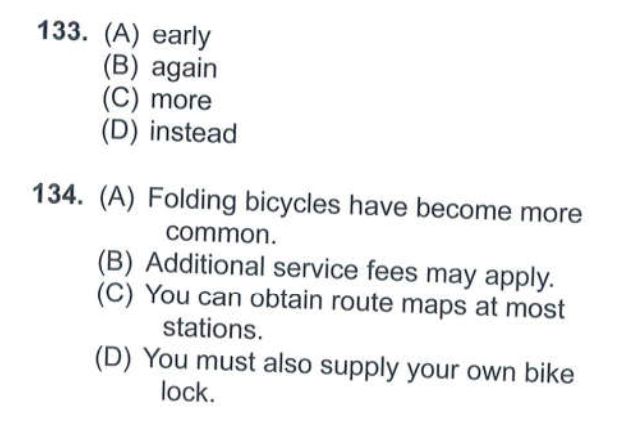 133. (A) early
(B) again
(C) more
(D) instead
134. (A) Folding bicycles have become more
common.
(B) Additional service fees may apply.
(C) You can obtain route maps at most
stations.
(D) You must also supply your own bike
lock.